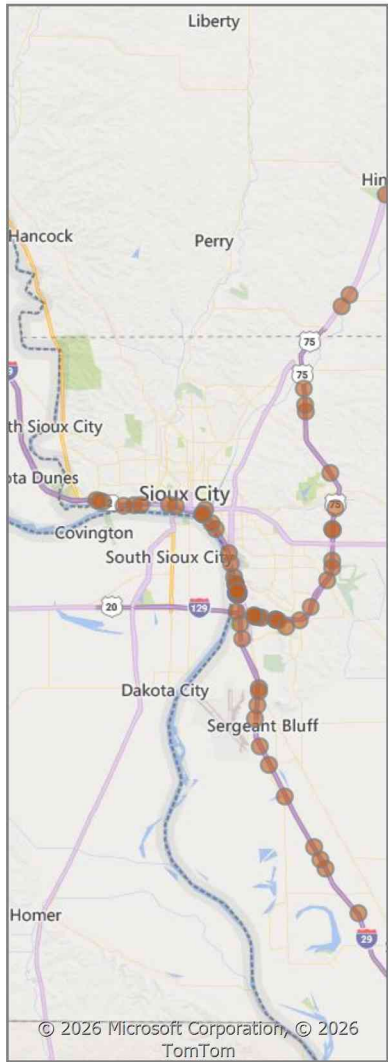 Liberty
Hin
Hancock
Perry
75
75
th Sioux City
ota Dunes
Sioux City
75
Covington
South Sioux City
20
129
Dakota City
Sergeant Bluff
Homer
29
© 2026 Microsoft Corporation, © 2026
TomTom